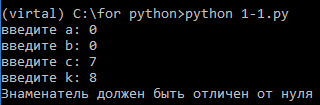 (virtal) C:\for python>python 1-1.py
введите a: 0
введите b: 0
введите c: 7
введите k: 8
Знаменатель должен быть отличен от нуля